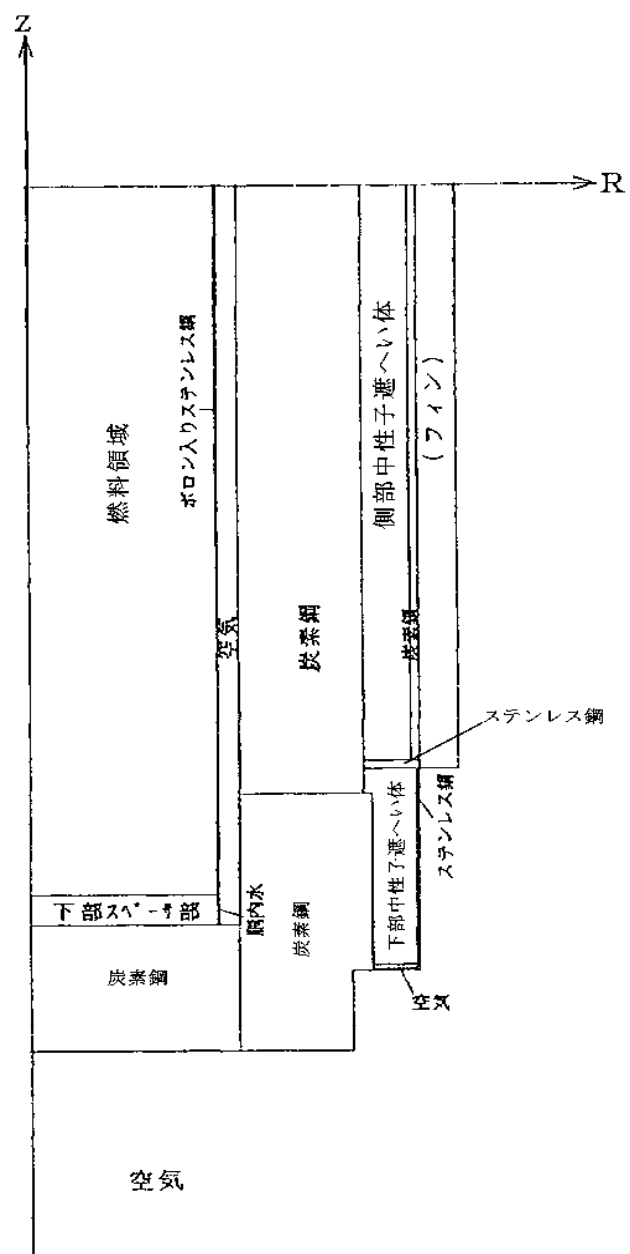 Z
R
燃料領域
ボロン入りステンレス鋼
空気
炭素鋼
側部中性子遮へい体
炭素鋼
(フィン)
ステンレス鋼
下部中性子遮へい体
ステンレス鋼
下部スペーサ部
胴内水
炭素鋼
炭素鋼
空気
空気